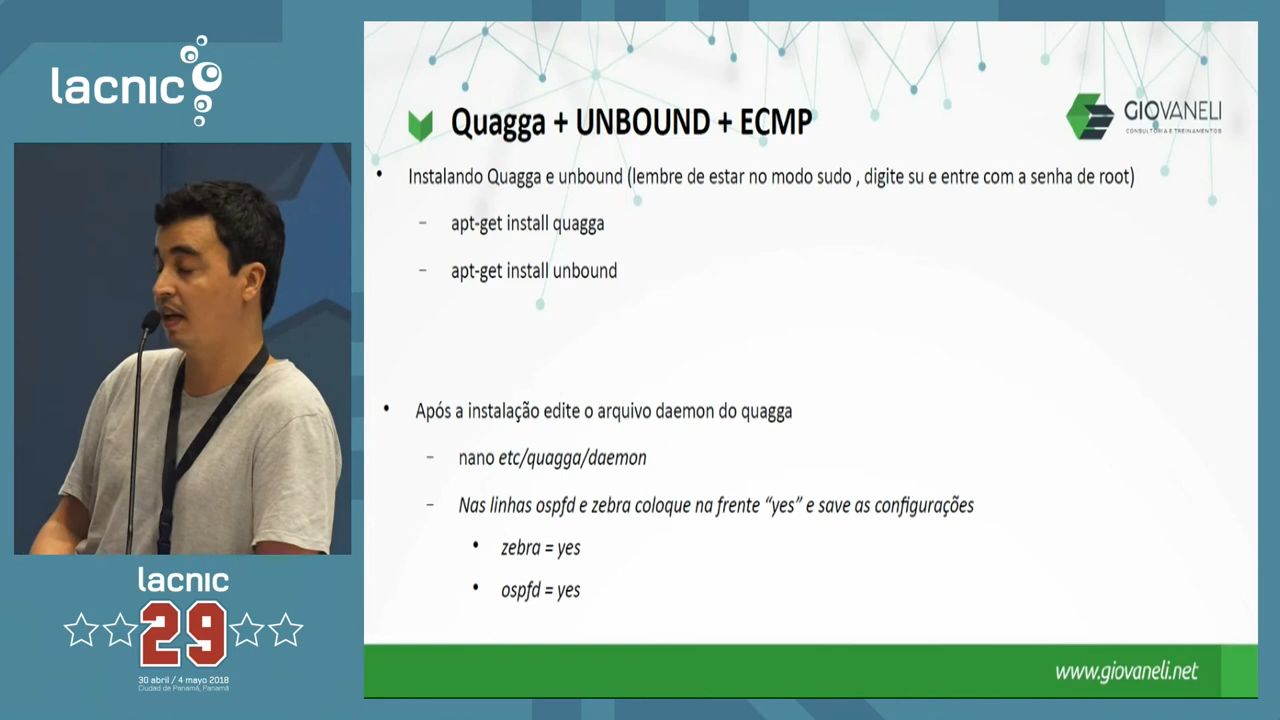 lacnic
Quagga + UNBOUND + ECMP
GIOVANELI
CONSULTORIA E TREINAMENTOS
• Instalando Quagga e unbound (lembre de estar no modo sudo , digite su e entre com a senha de root)
– apt-get install quagga
– apt-get install unbound
• Após a instalação edite o arquivo daemon do quagga
– nano etc/quagga/daemon
– Nas linhas ospfd e zebra coloque na frente “yes” e save as configurações
• zebra = yes
• ospfd = yes
www.giovaneli.net
lacnic
29
30 abril / 4 mayo 2018
Ciudad de Panamá, Panamá